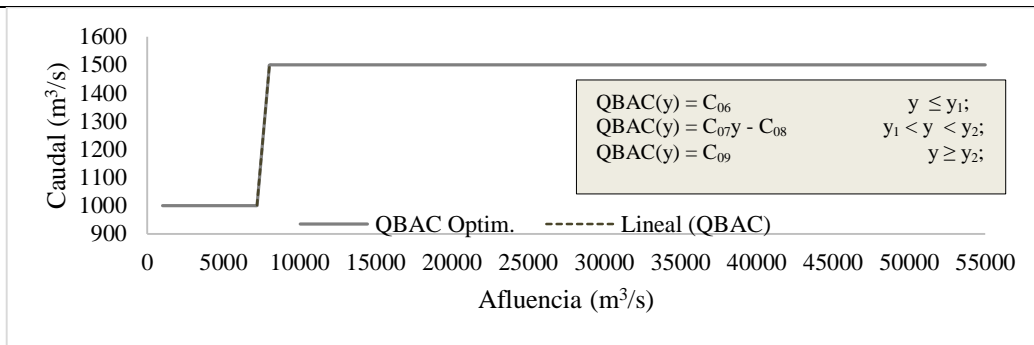 Caudal (m³/s)
1600
1500
1400
1300
1200
1100
1000
900
QBAC(y) = C₀₆ y ≤ y₁;
QBAC(y) = C₀₇y - C₀₈ y₁ < y < y₂;
QBAC(y) = C₀₉ y ≥ y₂;
QBAC Optim. Lineal (QBAC)
0 5000 10000 15000 20000 25000 30000 35000 40000 45000 50000 55000
Afluencia (m³/s)